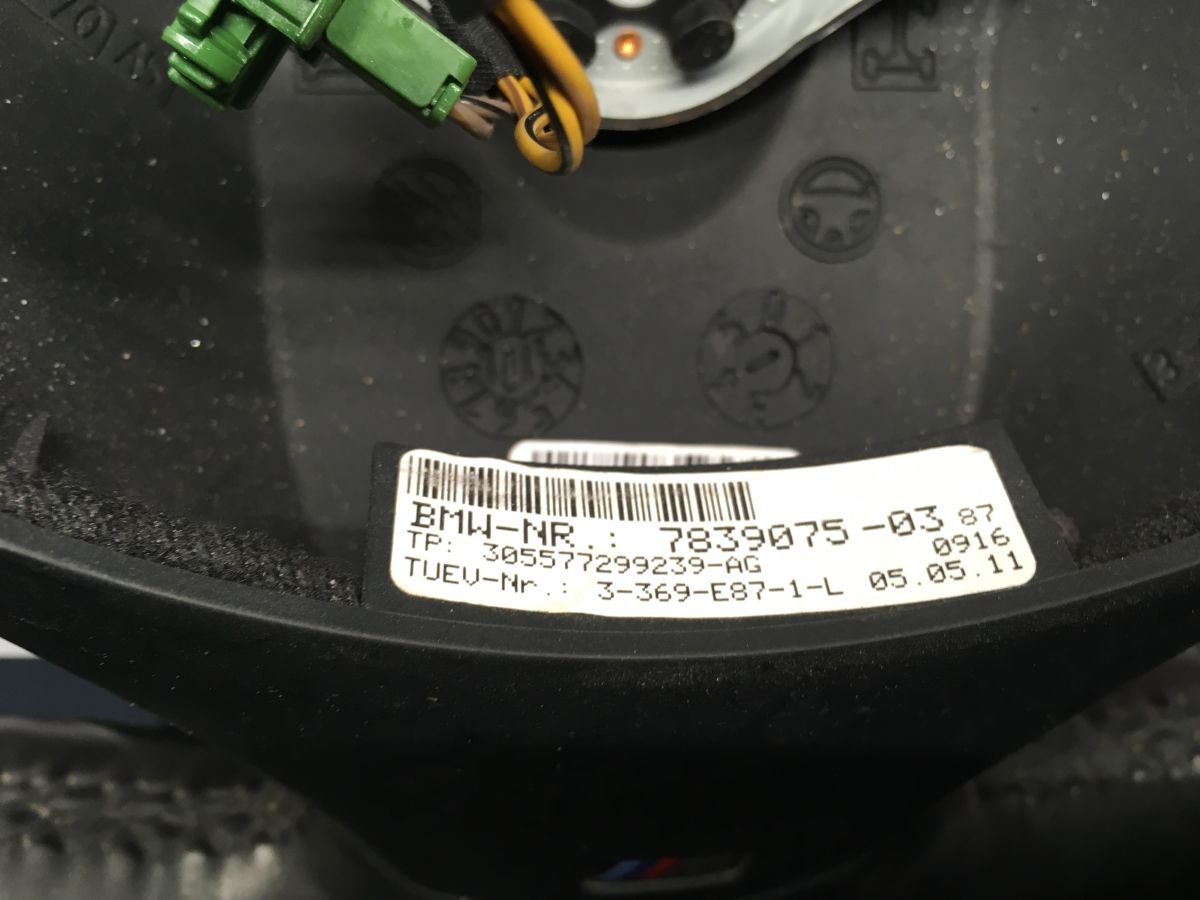 BMW-NR.: 7839075-03 87
TP: 305577299239-AG 0916
TUEV-Nr.: 3-369-E87-1-L 05.05.11